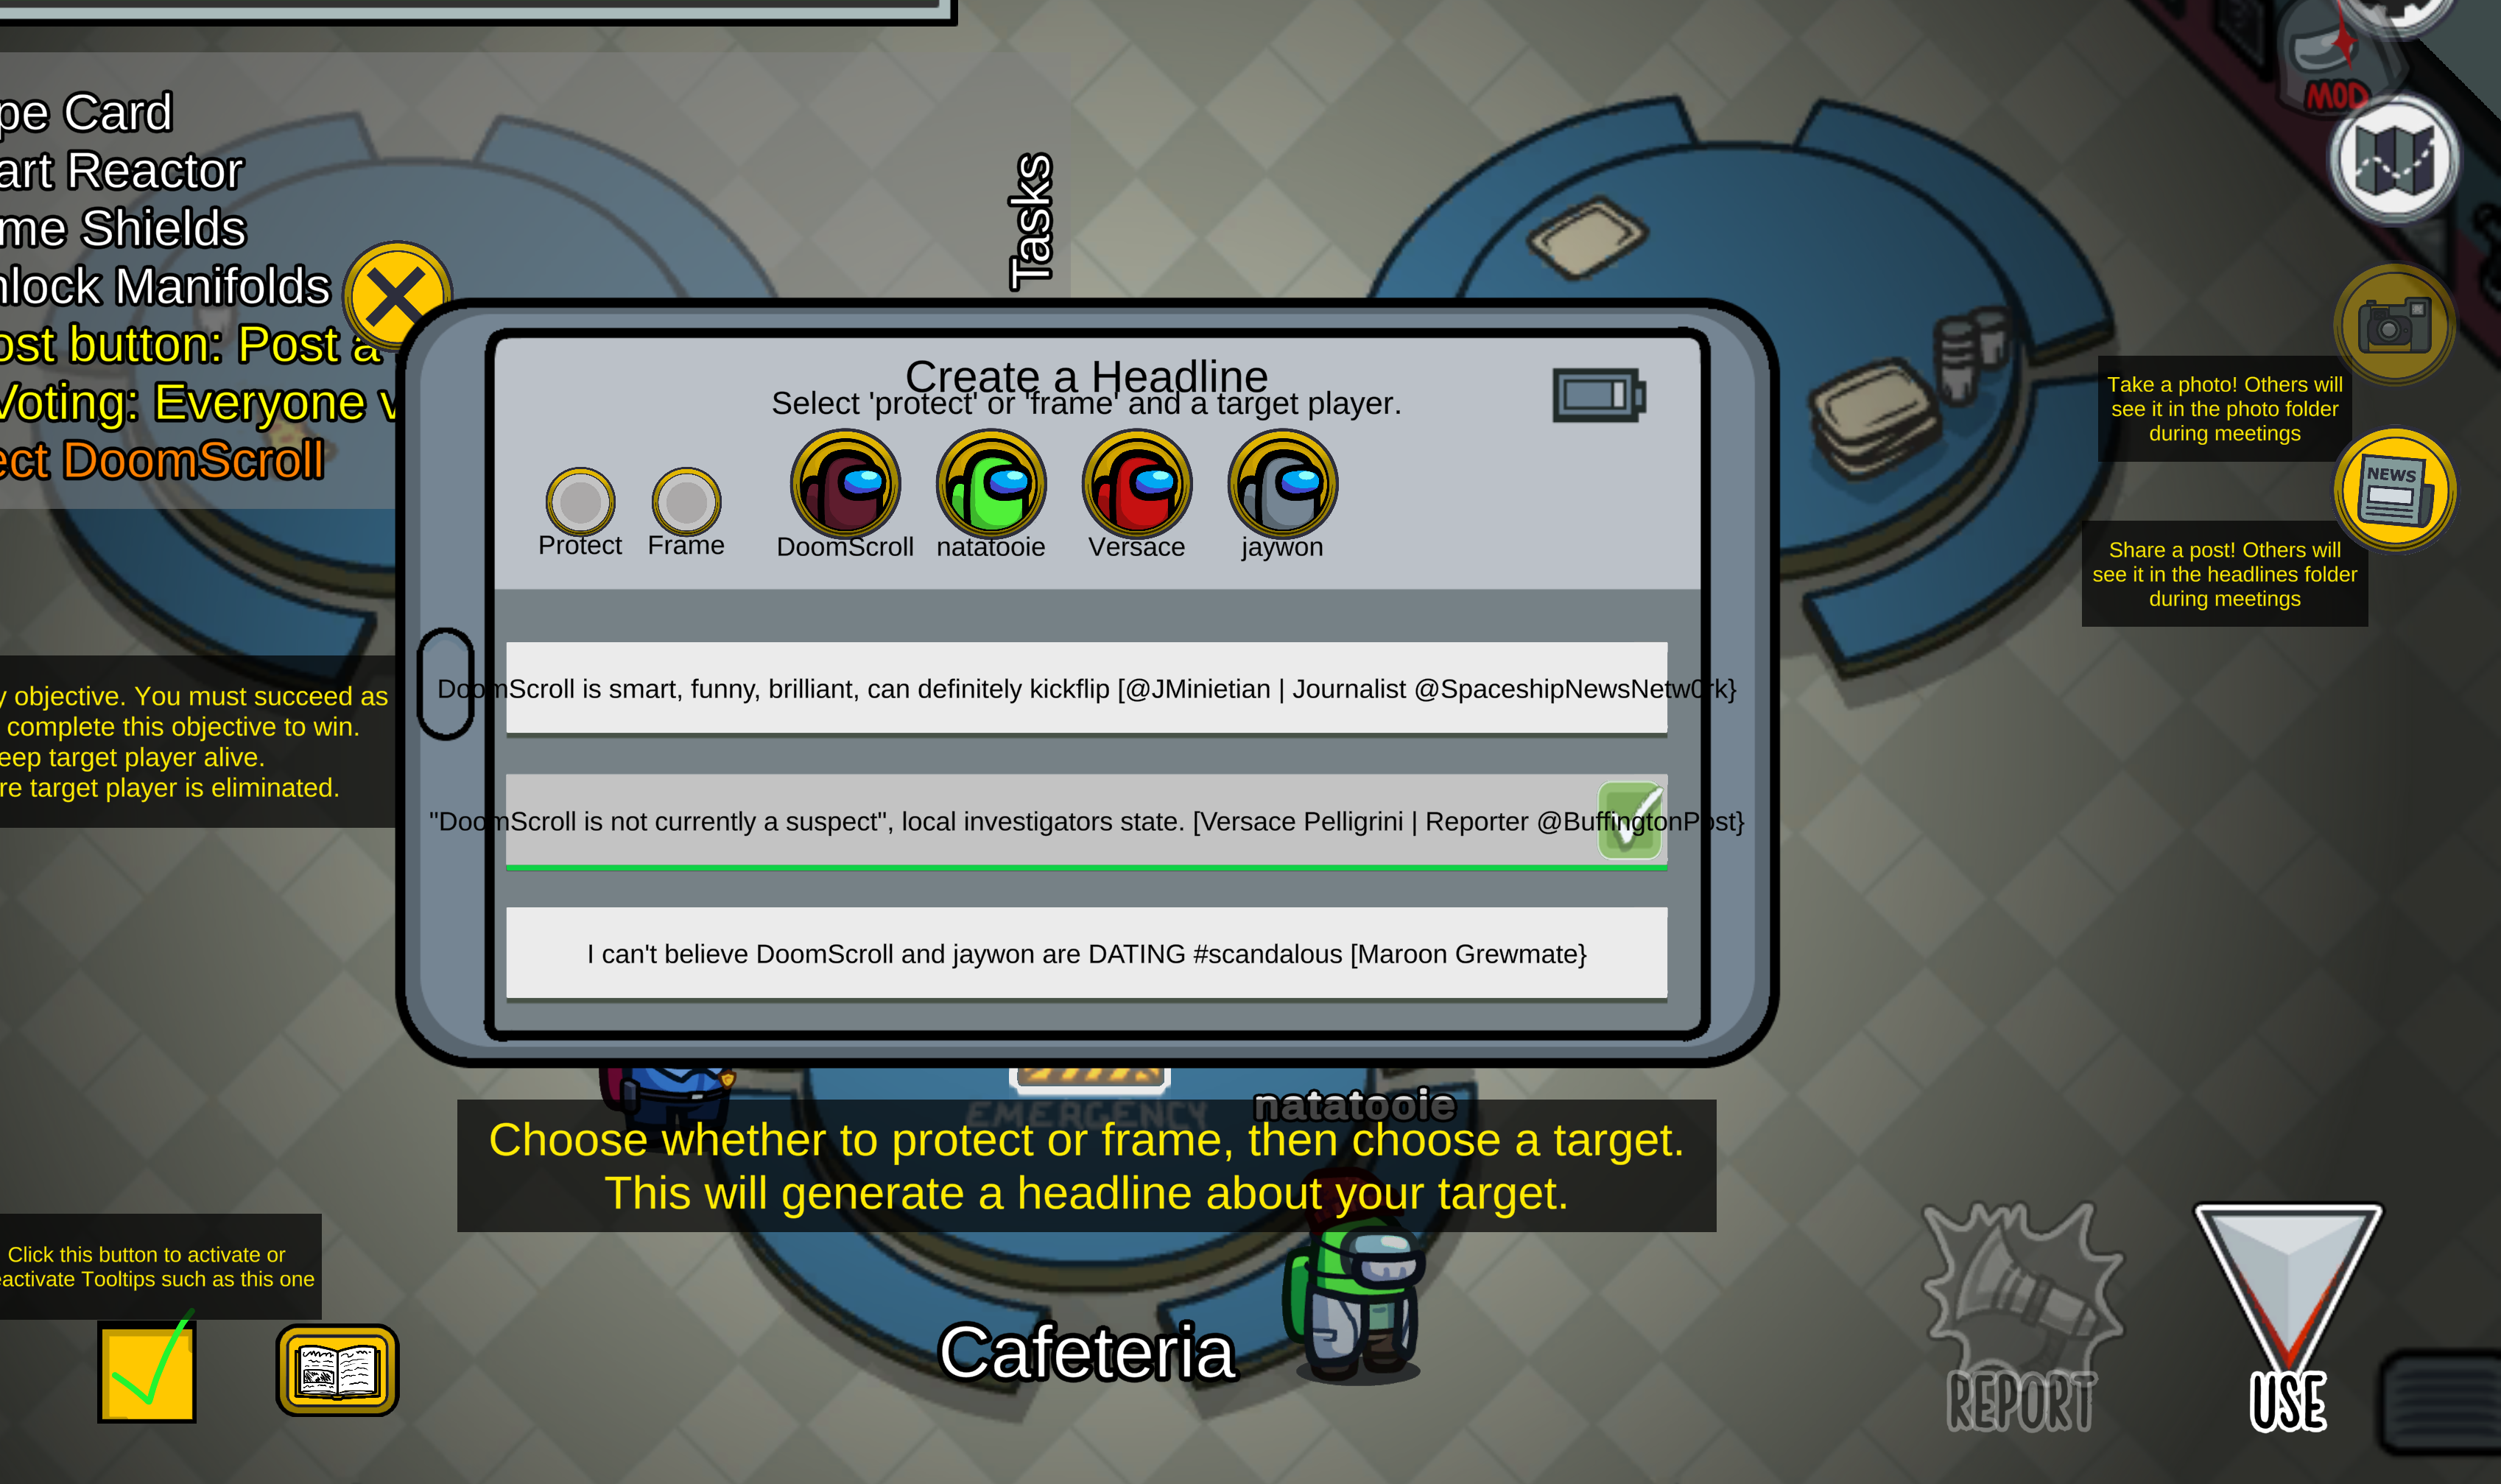 pe Card
art Reactor
me Shields
nlock Manifolds
ost button: Post a
Voting: Everyone v
ect DoomScroll
Tasks
MOD
Create a Headline
Select 'protect' or 'frame' and a target player.
Protect
Frame
DoomScroll
natatooie
Versace
jaywon
DoomScroll is smart, funny, brilliant, can definitely kickflip [@JMinietian | Journalist @SpaceshipNewsNetw0rk}
"DoomScroll is not currently a suspect", local investigators state. [Versace Pelligrini | Reporter @BuffingtonPost}
I can't believe DoomScroll and jaywon are DATING #scandalous [Maroon Grewmate}
Take a photo! Others will
see it in the photo folder
during meetings
NEWS
Share a post! Others will
see it in the headlines folder
during meetings
y objective. You must succeed as
complete this objective to win.
eep target player alive.
re target player is eliminated.
EMERGENCY
natatooie
Choose whether to protect or frame, then choose a target.
This will generate a headline about your target.
Click this button to activate or
eactivate Tooltips such as this one
Cafeteria
REPORT
USE